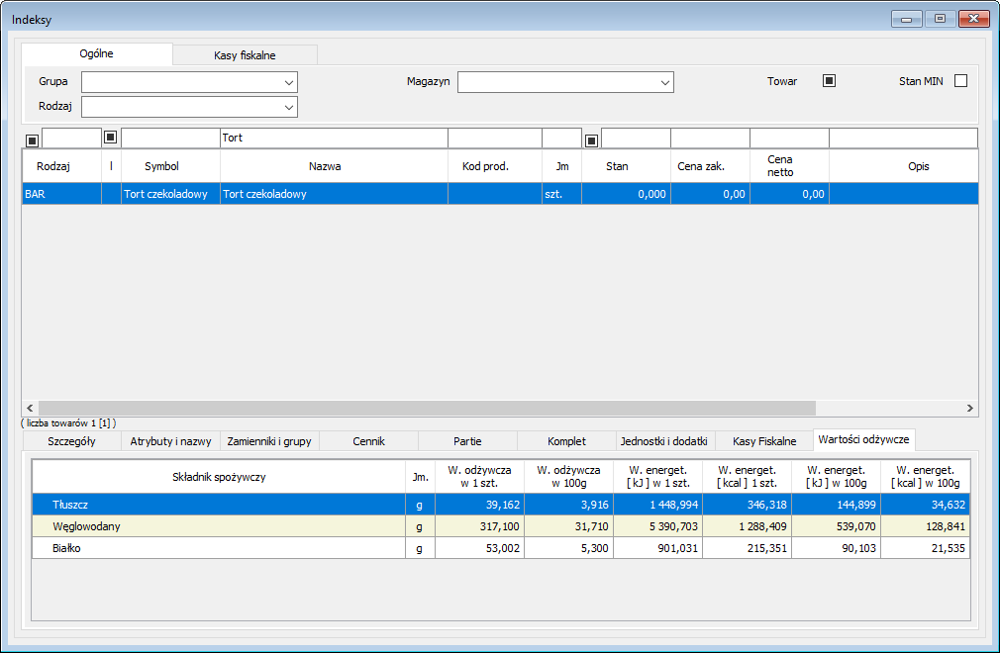 Indeksy
Ogólne Kasy fiskalne
Grupa Magazyn Towar Stan MIN
Rodzaj
Tort
Rodzaj I Symbol Nazwa Kod prod. Jm Stan Cena zak. Cena netto Opis
BAR Tort czekoladowy Tort czekoladowy szt. 0,000 0,00 0,00
( liczba towarów 1 [1] )
Szczegóły Atrybuty i nazwy Zamienniki i grupy Cennik Partie Komplet Jednostki i dodatki Kasy Fiskalne Wartości odżywcze
Składnik spożywczy Jm. W. odżywcza w 1 szt. W. odżywcza w 100g W. energet. [ kJ ] w 1 szt. W. energet. [ kcal ] w 1 szt. W. energet. [ kJ ] w 100g W. energet. [ kcal ] w 100g
Tłuszcz g 39,162 3,916 1 448,994 346,318 144,899 34,632
Węglowodany g 317,100 31,710 5 390,703 1 288,409 539,070 128,841
Białko g 53,002 5,300 901,031 215,351 90,103 21,535